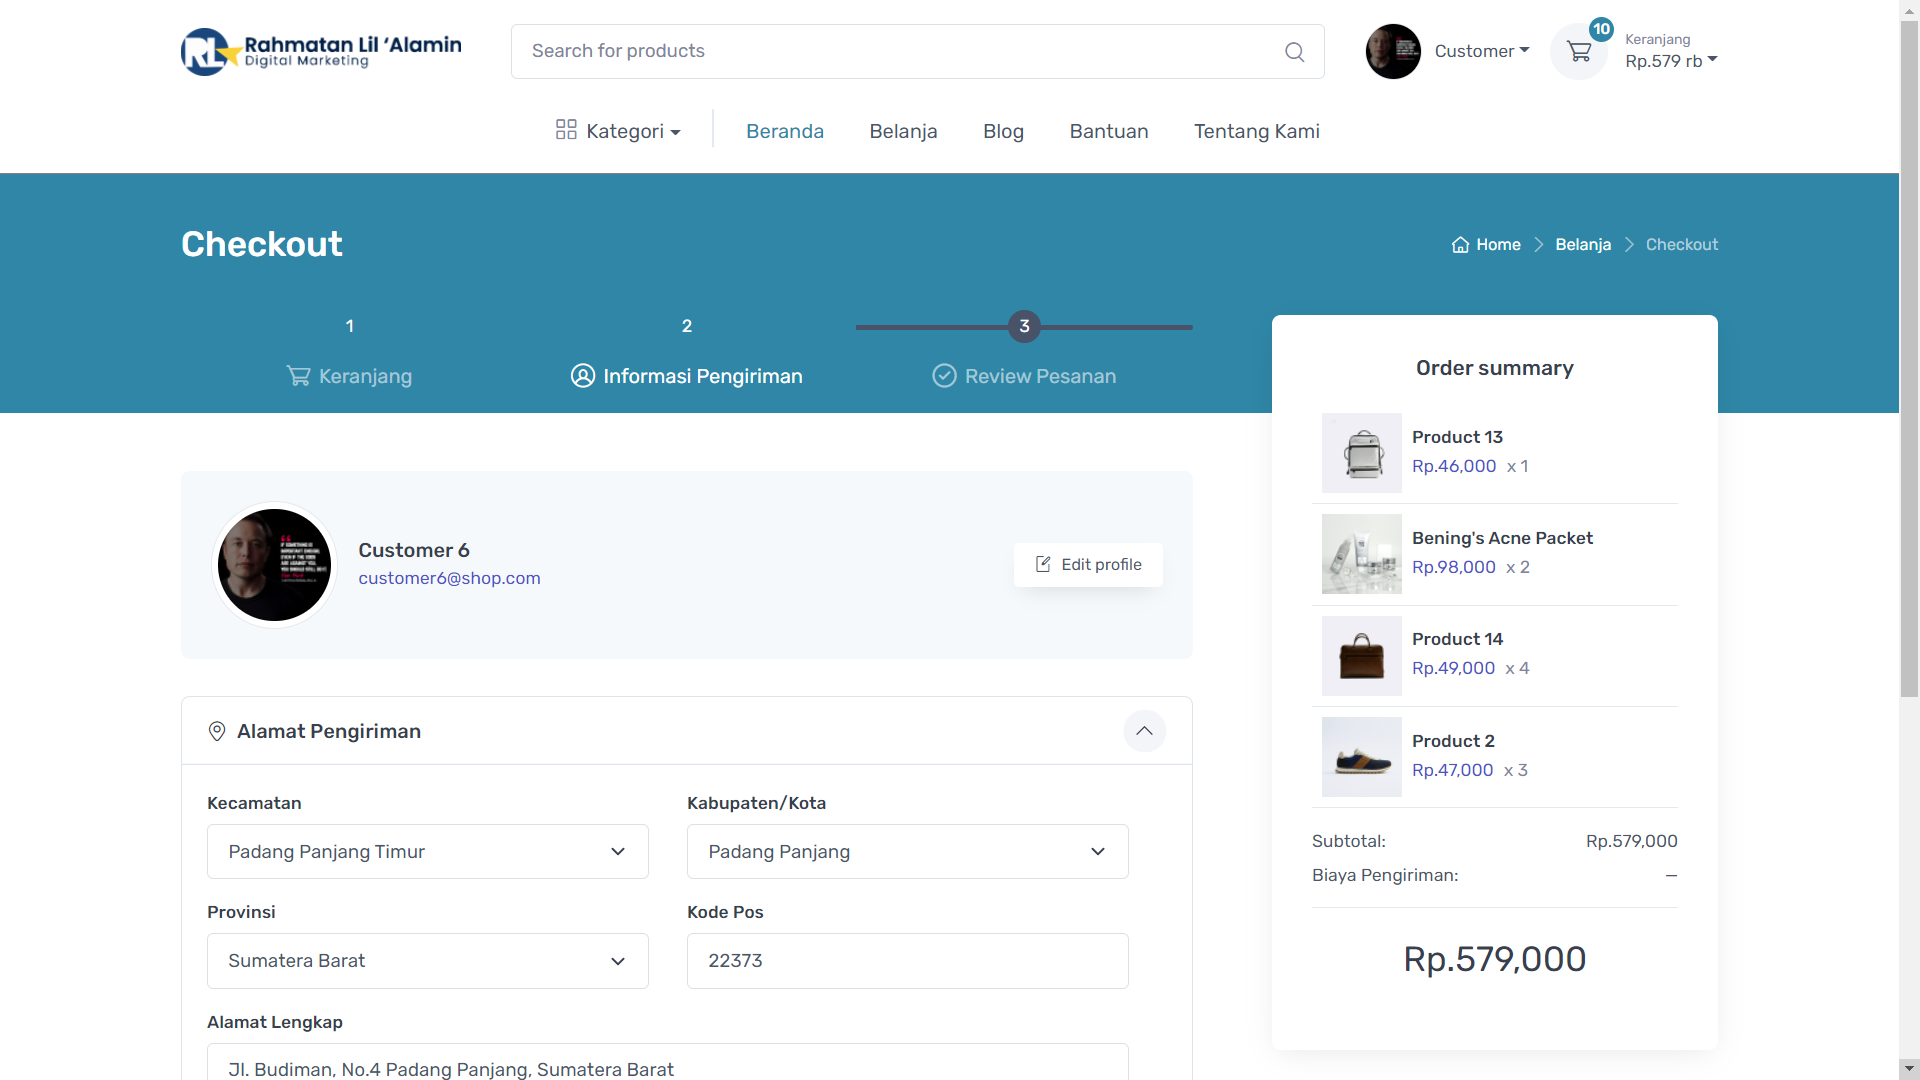 Rahmatan Lil ‘Alamin
Digital Marketing
Search for products
Customer
10
Keranjang
Rp.579 rb
Kategori
Beranda
Belanja
Blog
Bantuan
Tentang Kami
Checkout
Home
Belanja
Checkout
1
2
3
Keranjang
Informasi Pengiriman
Review Pesanan
Customer 6
customer6@shop.com
Edit profile
Alamat Pengiriman
Kecamatan
Kabupaten/Kota
Padang Panjang Timur
Padang Panjang
Provinsi
Kode Pos
Sumatera Barat
22373
Alamat Lengkap
Jl. Budiman, No.4 Padang Panjang, Sumatera Barat
Order summary
Product 13
Rp.46,000 x 1
Bening's Acne Packet
Rp.98,000 x 2
Product 14
Rp.49,000 x 4
Product 2
Rp.47,000 x 3
Subtotal: Rp.579,000
Biaya Pengiriman: —
Rp.579,000